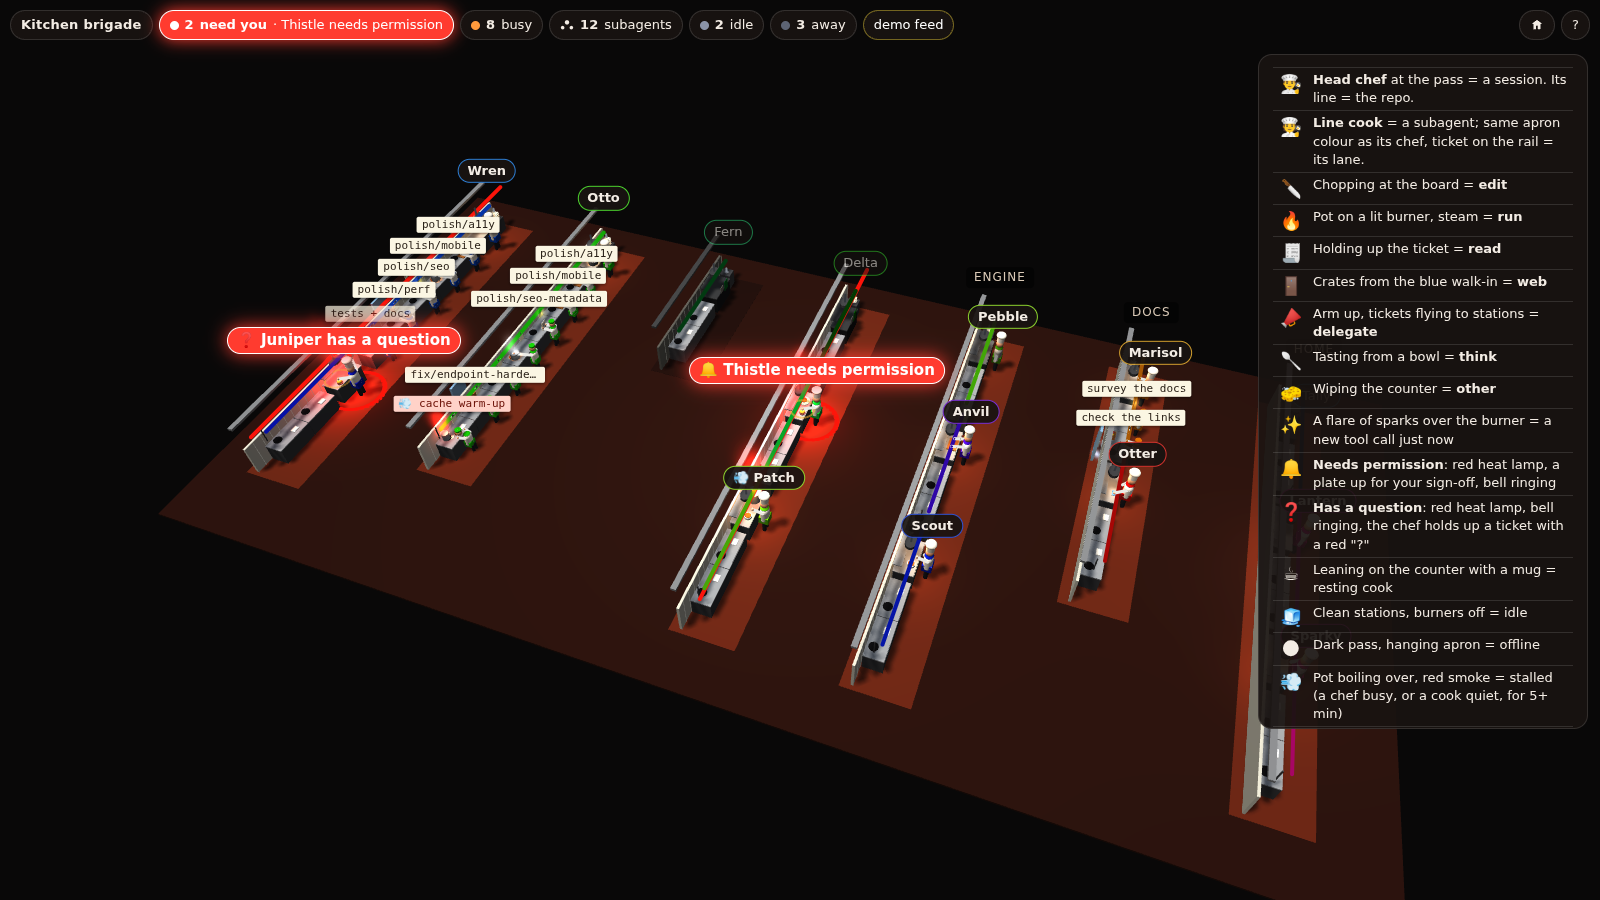 Kitchen brigade
2 need you · Thistle needs permission
8 busy
12 subagents
2 idle
3 away
demo feed
?
Wren
polish/a11y
polish/mobile
polish/seo
polish/perf
tests + docs
❓ Juniper has a question
Otto
polish/a11y
polish/mobile
polish/seo-metadata
fix/endpoint-harde…
cache warm-up
Fern
Delta
Thistle needs permission
Patch
ENGINE
Pebble
Anvil
Scout
DOCS
Marisol
survey the docs
check the links
Otter
Sparky
Head chef at the pass = a session. Its
line = the repo.
Line cook = a subagent; same apron
colour as its chef, ticket on the rail =
its lane.
Chopping at the board = edit
Pot on a lit burner, steam = run
Holding up the ticket = read
Crates from the blue walk-in = web
Arm up, tickets flying to stations =
delegate
Tasting from a bowl = think
Wiping the counter = other
A flare of sparks over the burner = a
new tool call just now
Needs permission: red heat lamp, a
plate up for your sign-off, bell ringing
Has a question: red heat lamp, bell
ringing, the chef holds up a ticket with
a red "?"
Leaning on the counter with a mug =
resting cook
Clean stations, burners off = idle
Dark pass, hanging apron = offline
Pot boiling over, red smoke = stalled
(a chef busy, or a cook quiet, for 5+
min)